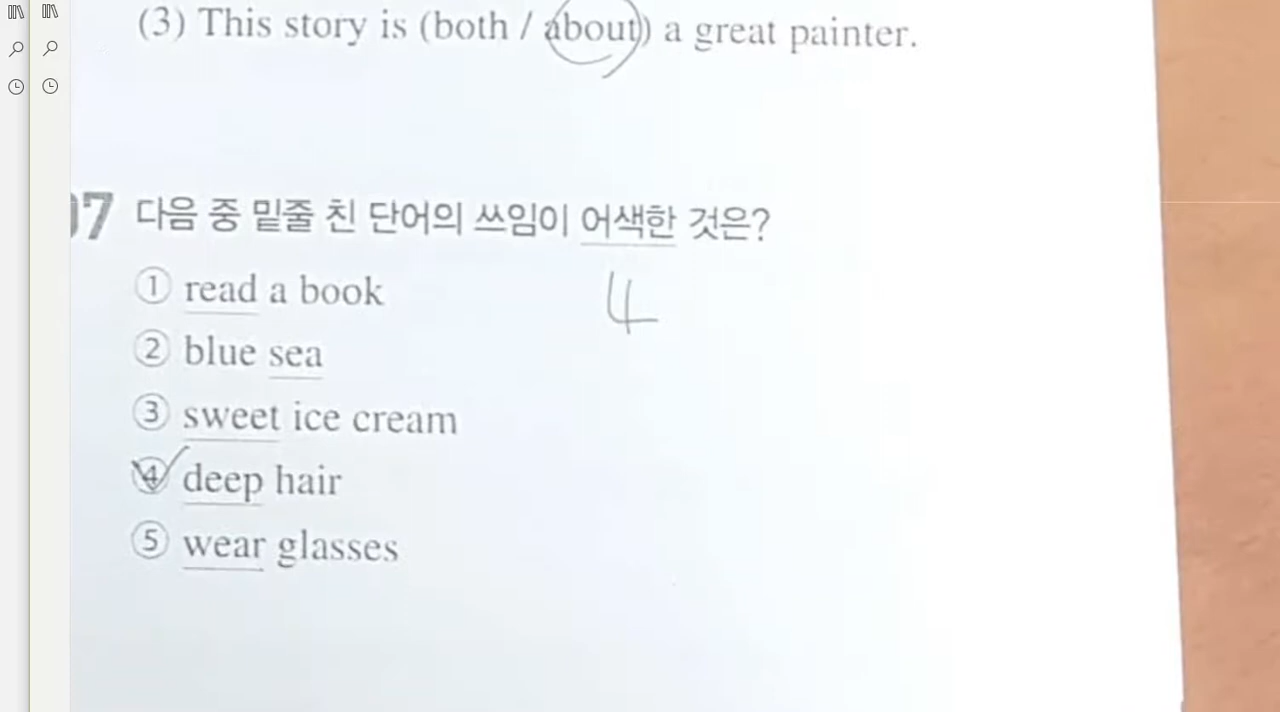 (3) This story is (both / about) a great painter.
07 다음 중 밑줄 친 단어의 쓰임이 어색한 것은?
4
① read a book
② blue sea
③ sweet ice cream
④ deep hair
⑤ wear glasses